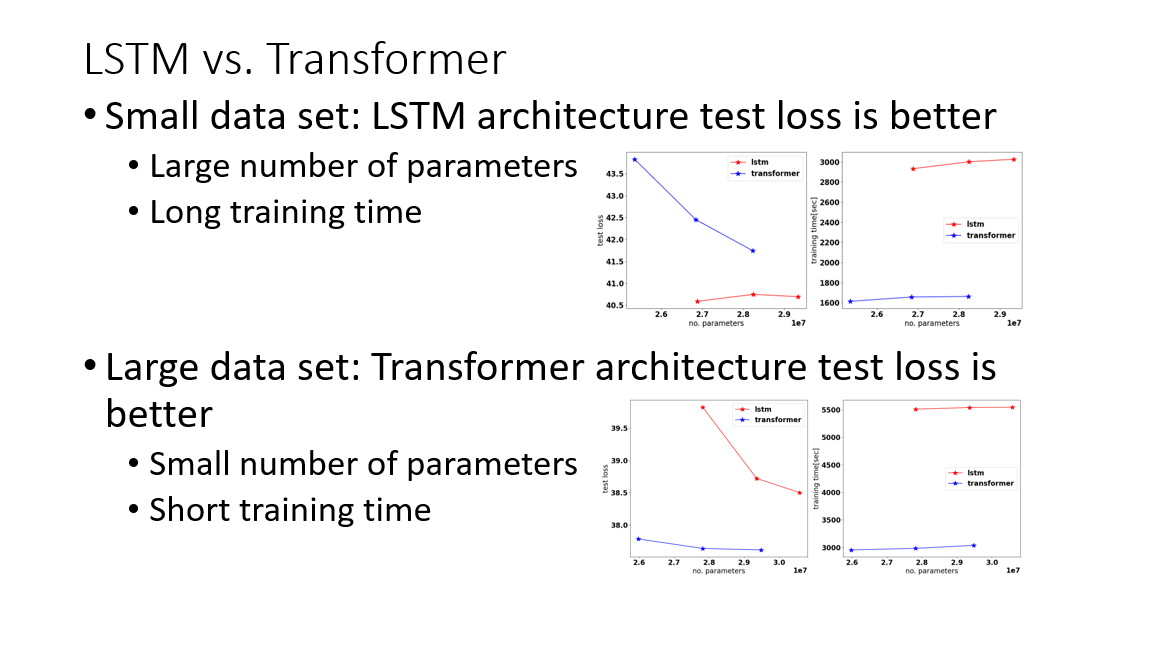 LSTM vs. Transformer
• Small data set: LSTM architecture test loss is better
• Large number of parameters
• Long training time
lstm
transformer
43.5
43.0
42.5
42.0
41.5
41.0
40.5
test loss
2.6 2.7 2.8 2.9
1e7
no. parameters
3000
2800
2600
2400
2200
2000
1800
1600
training time[sec]
lstm
transformer
2.6 2.7 2.8 2.9
1e7
no. parameters
• Large data set: Transformer architecture test loss is
better
• Small number of parameters
• Short training time
lstm
transformer
39.5
39.0
38.5
38.0
test loss
2.6 2.7 2.8 2.9 3.0
1e7
no. parameters
5500
5000
4500
4000
3500
3000
training time[sec]
lstm
transformer
2.6 2.7 2.8 2.9 3.0
1e7
no. parameters